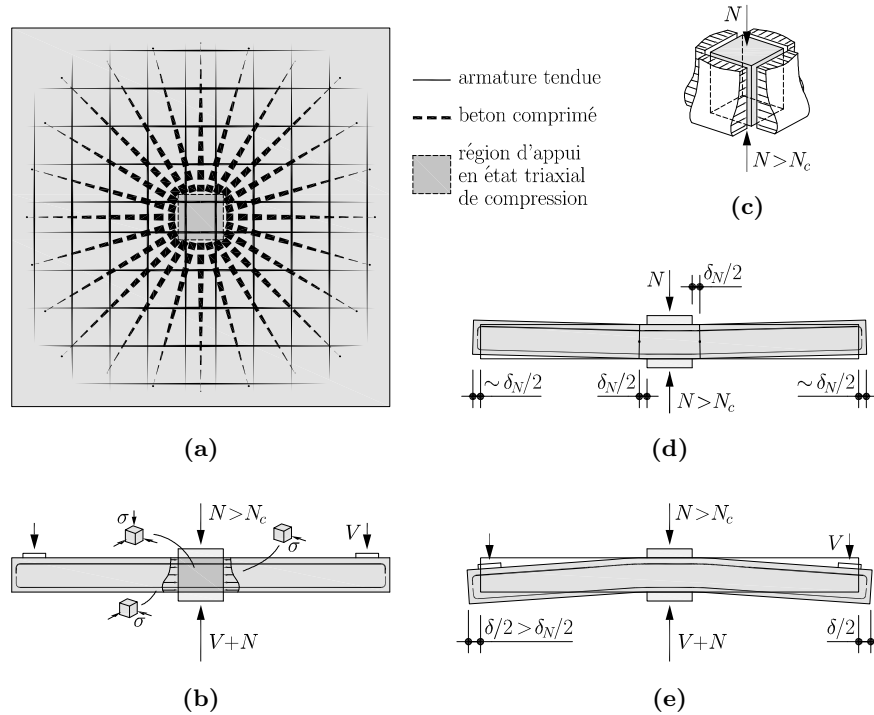 armature tendue
beton comprimé
région d'appui
en état triaxial
de compression
(a)
N
N>N_c
(c)
N
δ_N/2
~δ_N/2
δ_N/2
N>N_c
~δ_N/2
(d)
σ
N>N_c
σ
V
σ
V+N
(b)
N>N_c
V
δ/2>δ_N/2
V+N
δ/2
(e)